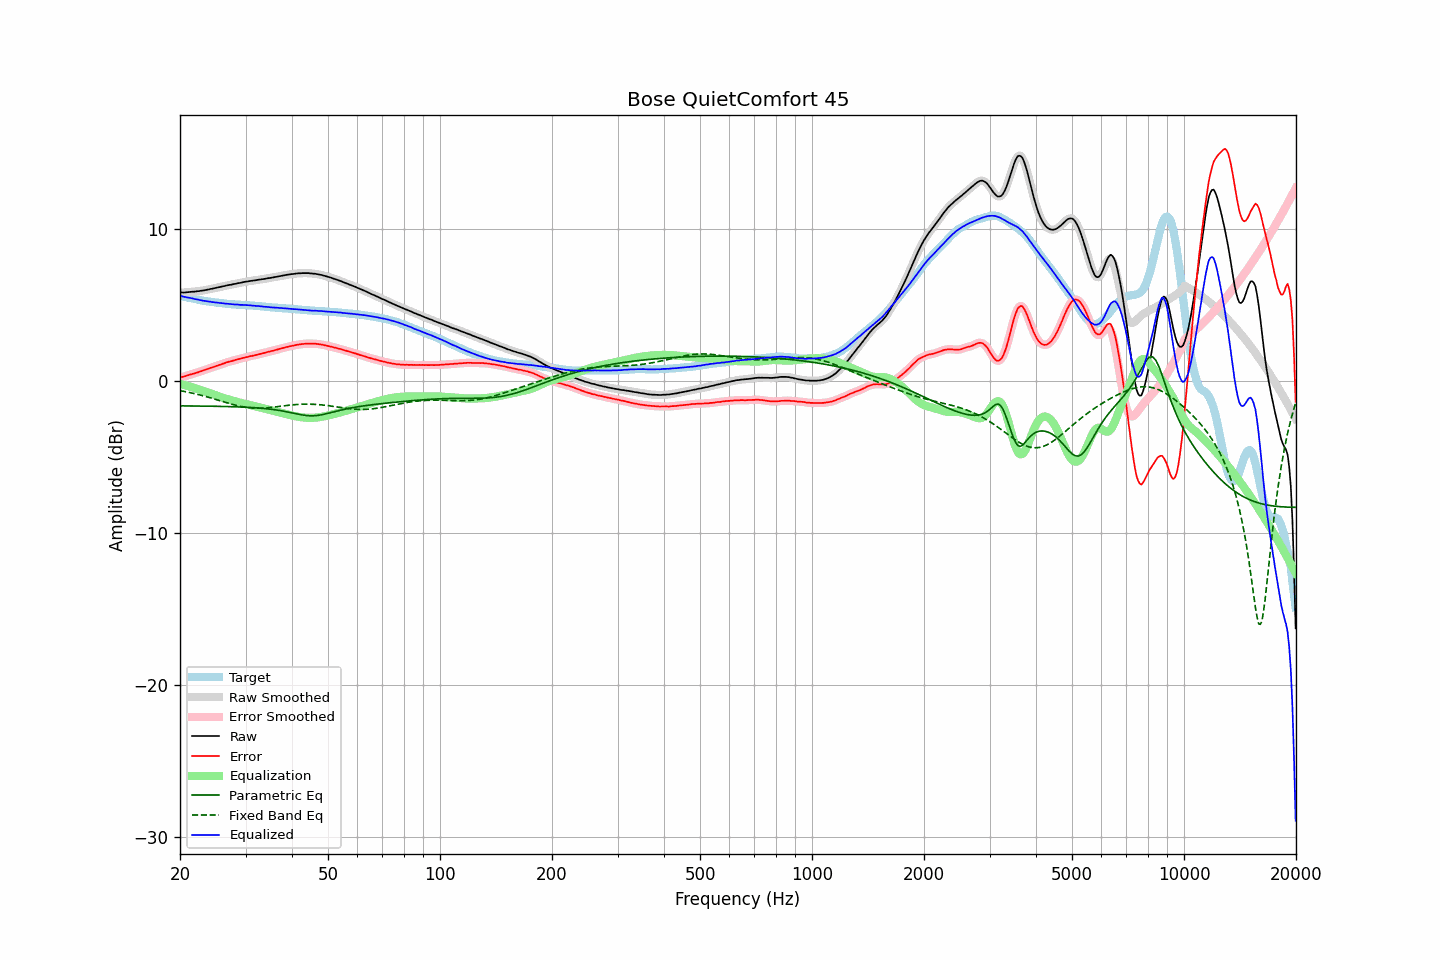 Bose QuietComfort 45
Amplitude (dBr)
10
0
−10
−20
−30
Target
Raw Smoothed
Error Smoothed
Raw
Error
Equalization
Parametric Eq
Fixed Band Eq
Equalized
20 50 100 200 500 1000 2000 5000 10000 20000
Frequency (Hz)